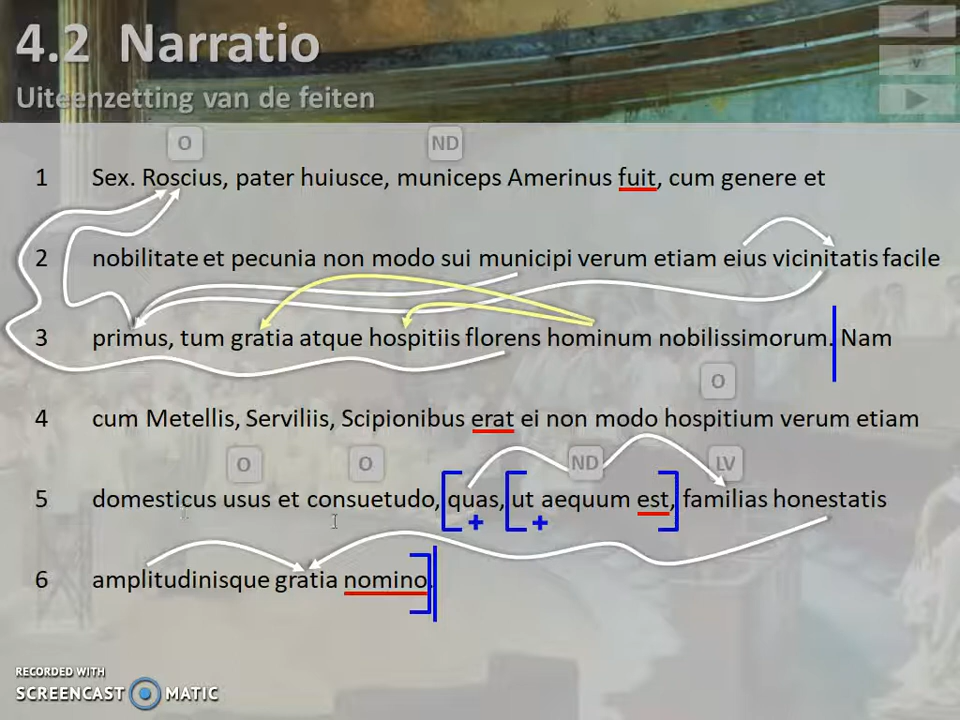 4.2 Narratio
Uiteenzetting van de feiten
v
O ND
1 Sex. Roscius, pater huiusce, municeps Amerinus fuit, cum genere et
2 nobilitate et pecunia non modo sui municipi verum etiam eius vicinitatis facile
3 primus, tum gratia atque hospitiis florens hominum nobilissimorum. Nam
O
4 cum Metellis, Serviliis, Scipionibus erat ei non modo hospitium verum etiam
O O ND LV
5 domesticus usus et consuetudo, [quas, [ut aequum est,] familias honestatis
+ +
6 amplitudinisque gratia nomino.]
RECORDED WITH
SCREENCAST MATIC